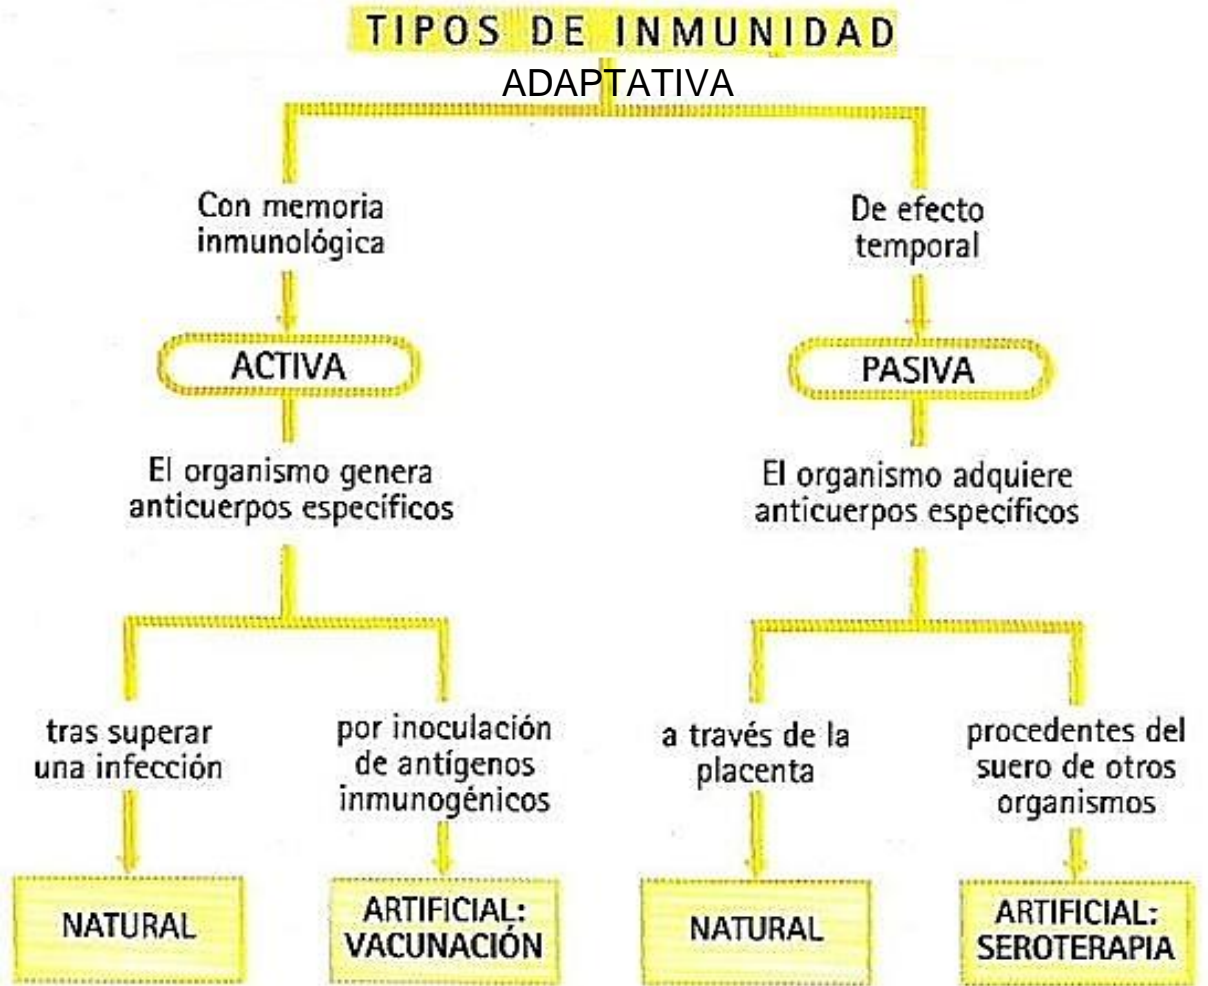 TIPOS DE INMUNIDAD
ADAPTATIVA
Con memoria
inmunológica
ACTIVA
El organismo genera
anticuerpos específicos
tras superar
una infección
NATURAL
por inoculación
de antígenos
inmunogénicos
ARTIFICIAL:
VACUNACIÓN
De efecto
temporal
PASIVA
El organismo adquiere
anticuerpos específicos
a través de la
placenta
NATURAL
procedentes del
suero de otros
organismos
ARTIFICIAL:
SEROTERAPIA